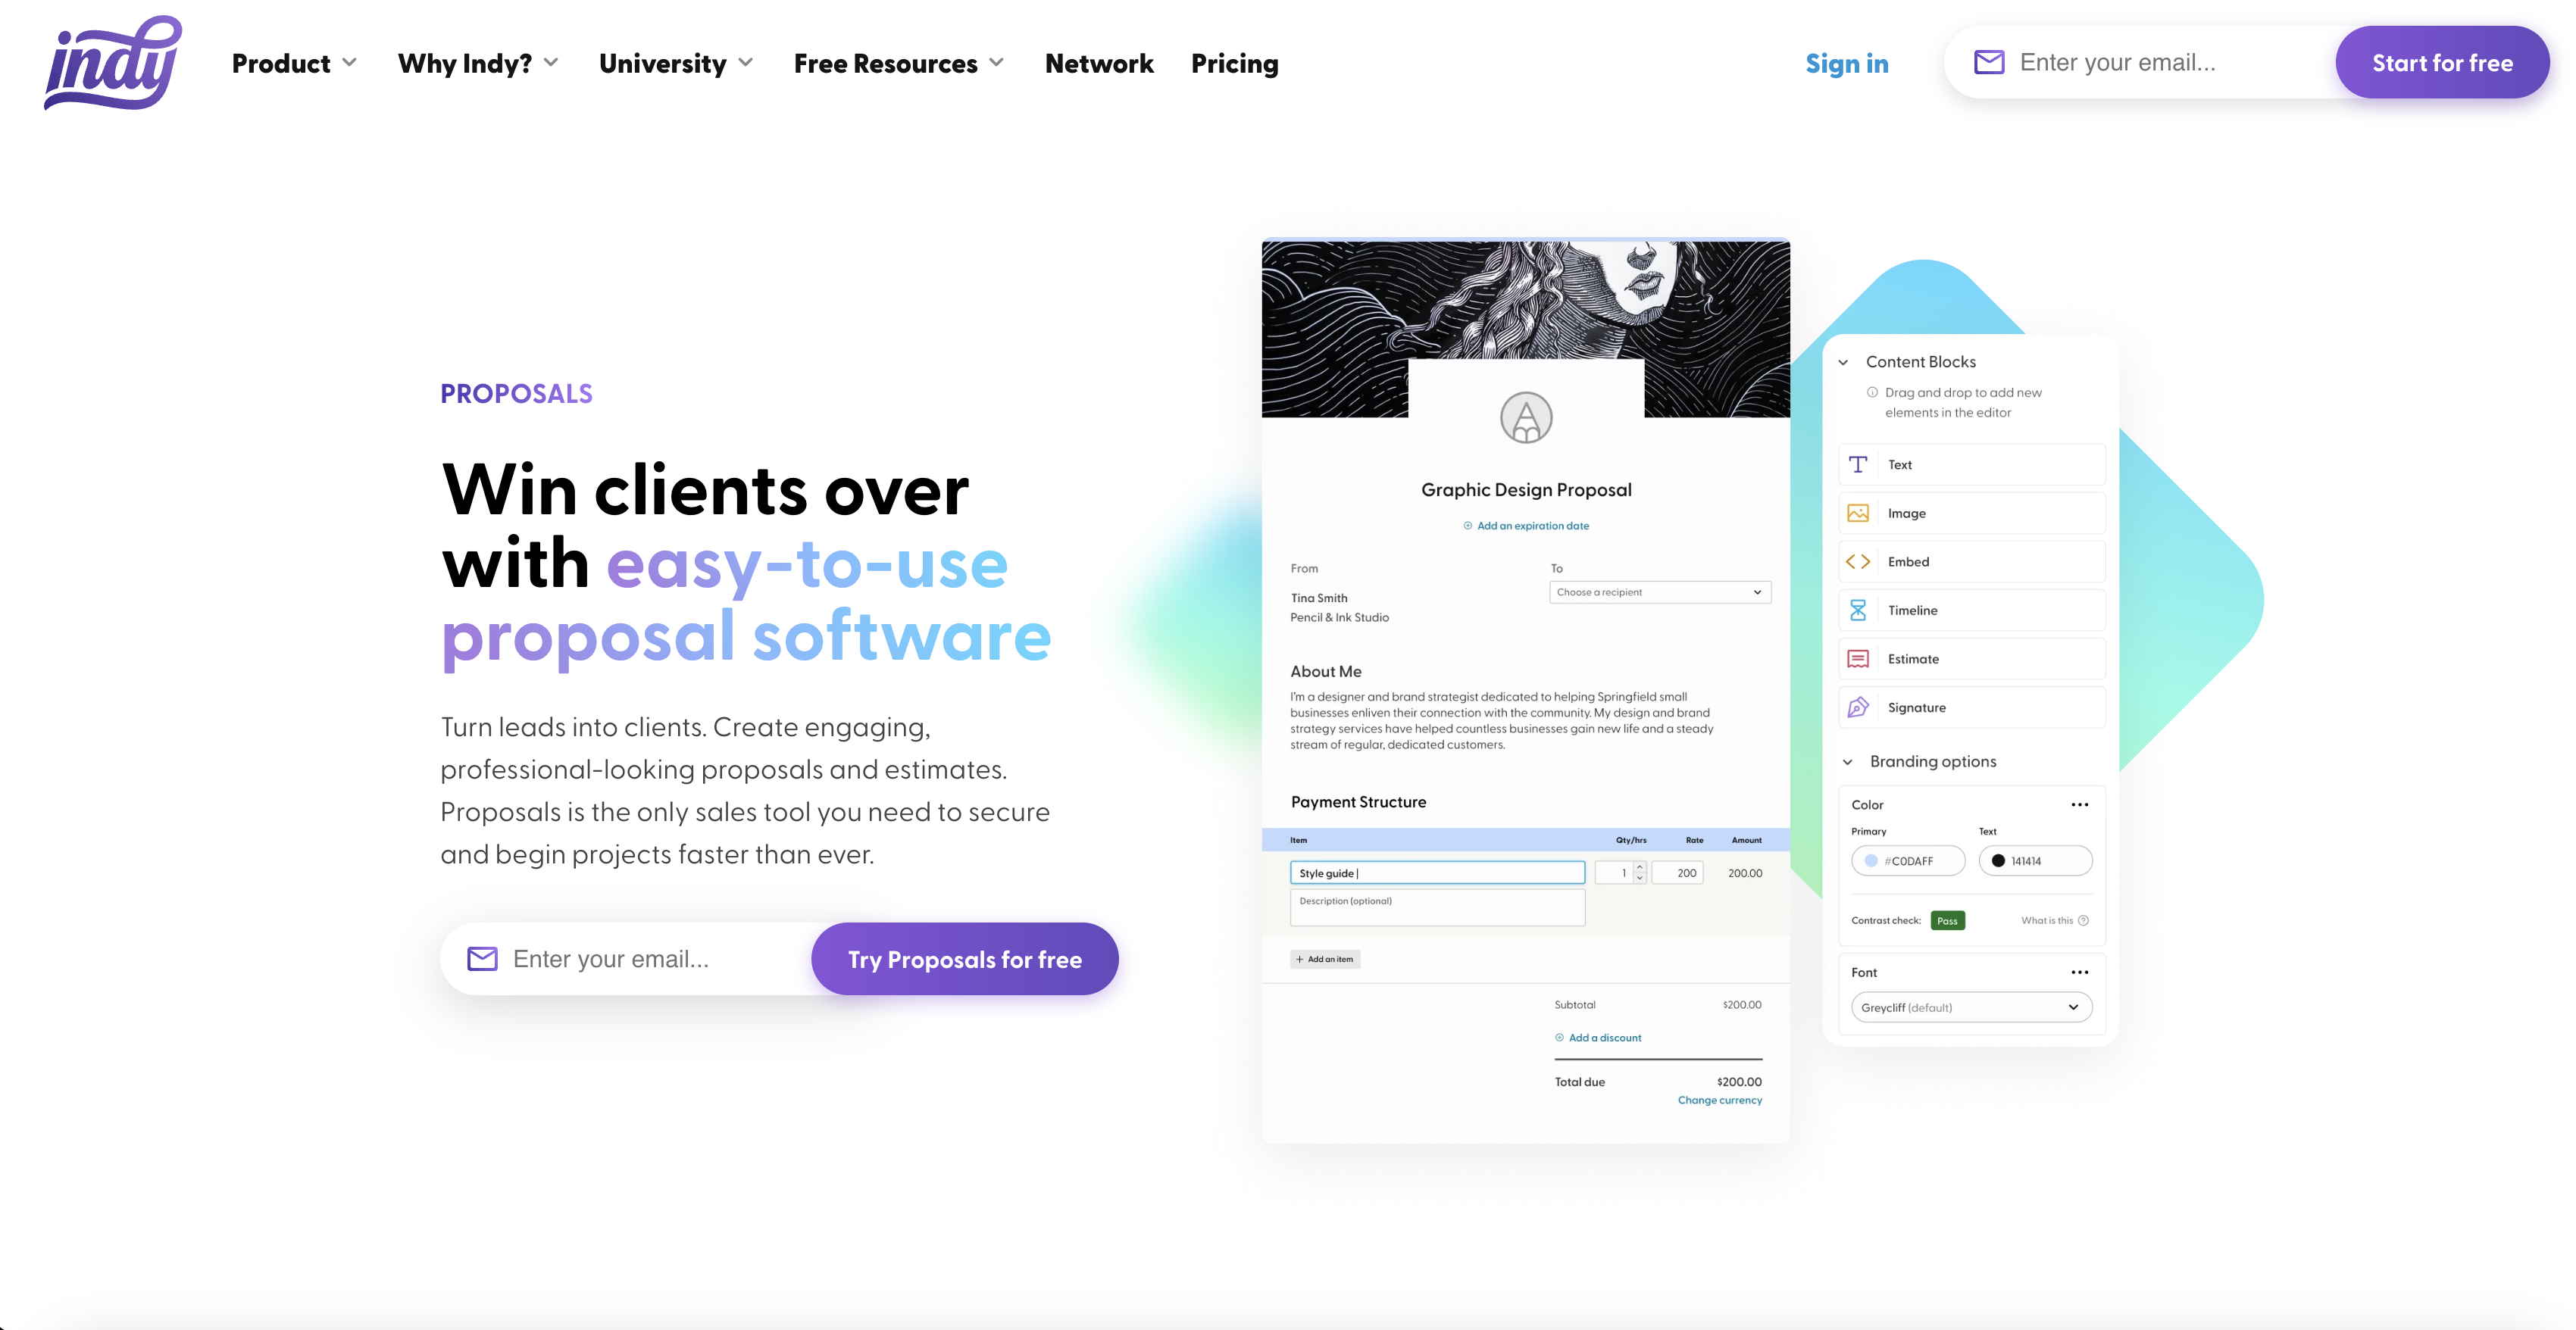 indy
Product
Why Indy?
University
Free Resources
Network
Pricing
Sign in
Enter your email...
Start for free
PROPOSALS
Win clients over
with easy-to-use
proposal software
Turn leads into clients. Create engaging,
professional-looking proposals and estimates.
Proposals is the only sales tool you need to secure
and begin projects faster than ever.
Enter your email...
Try Proposals for free
Graphic Design Proposal
Add an expiration date
From
To
Tina Smith
Choose a recipient
Pencil & Ink Studio
About Me
I'm a designer and brand strategist dedicated to helping Springfield small
businesses enliven their connection with the community. My design and brand
strategy services have helped countless businesses gain new life and a steady
stream of regular, dedicated customers.
Payment Structure
Item Qty/hrs Rate Amount
Style guide 1 200 200.00
Description (optional)
+ Add an item
Subtotal $200.00
Add a discount
Total due $200.00
Change currency
Content Blocks
Drag and drop to add new
elements in the editor
Text
Image
Embed
Timeline
Estimate
Signature
Branding options
Color
Primary Text
#C0DAFF 141414
Contrast check: Pass What is this
Font
Greycliff (default)